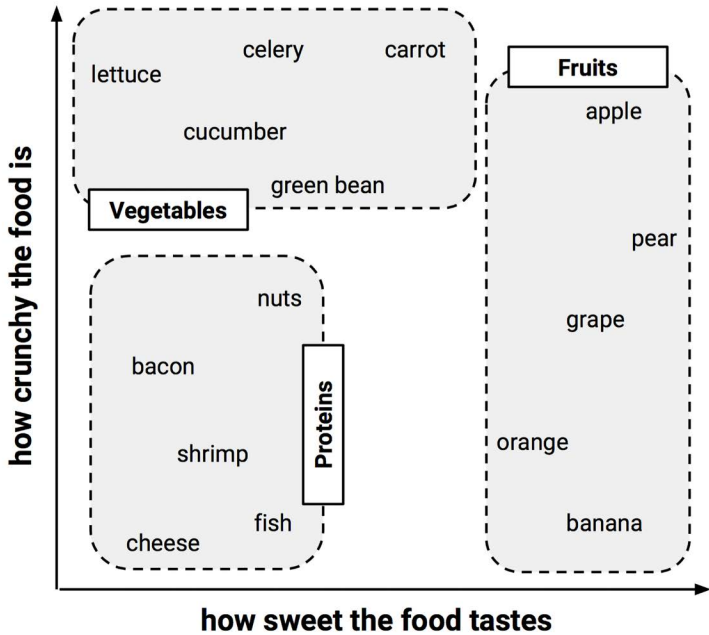 celery
carrot
lettuce
Fruits
apple
cucumber
green bean
Vegetables
pear
nuts
grape
bacon
Proteins
orange
shrimp
fish
banana
cheese
how crunchy the food is
how sweet the food tastes